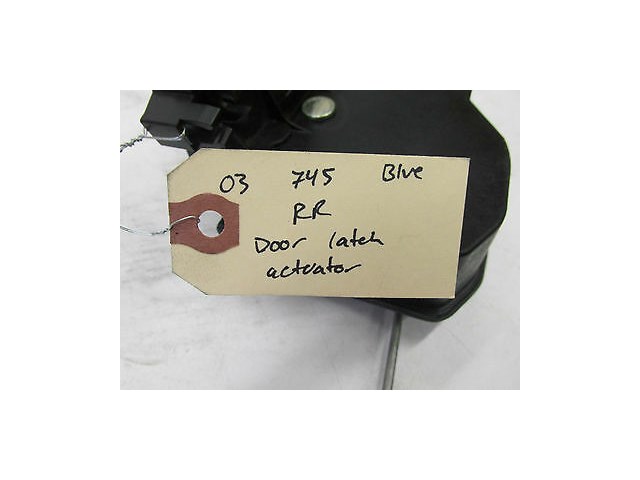 03 745 Blue
RR
Door latch
actuator